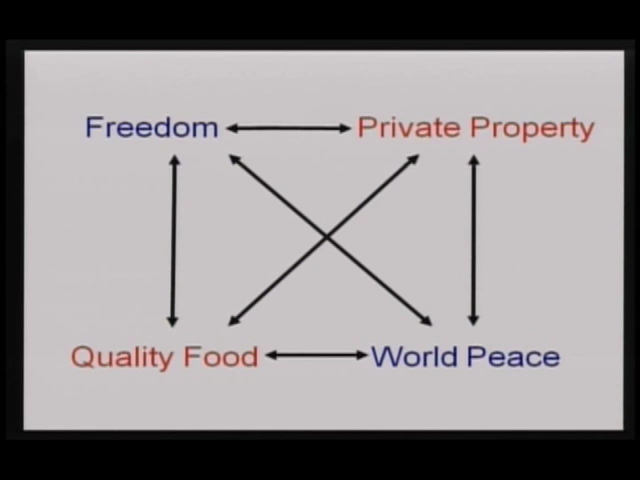 Freedom
Private Property
Quality Food
World Peace